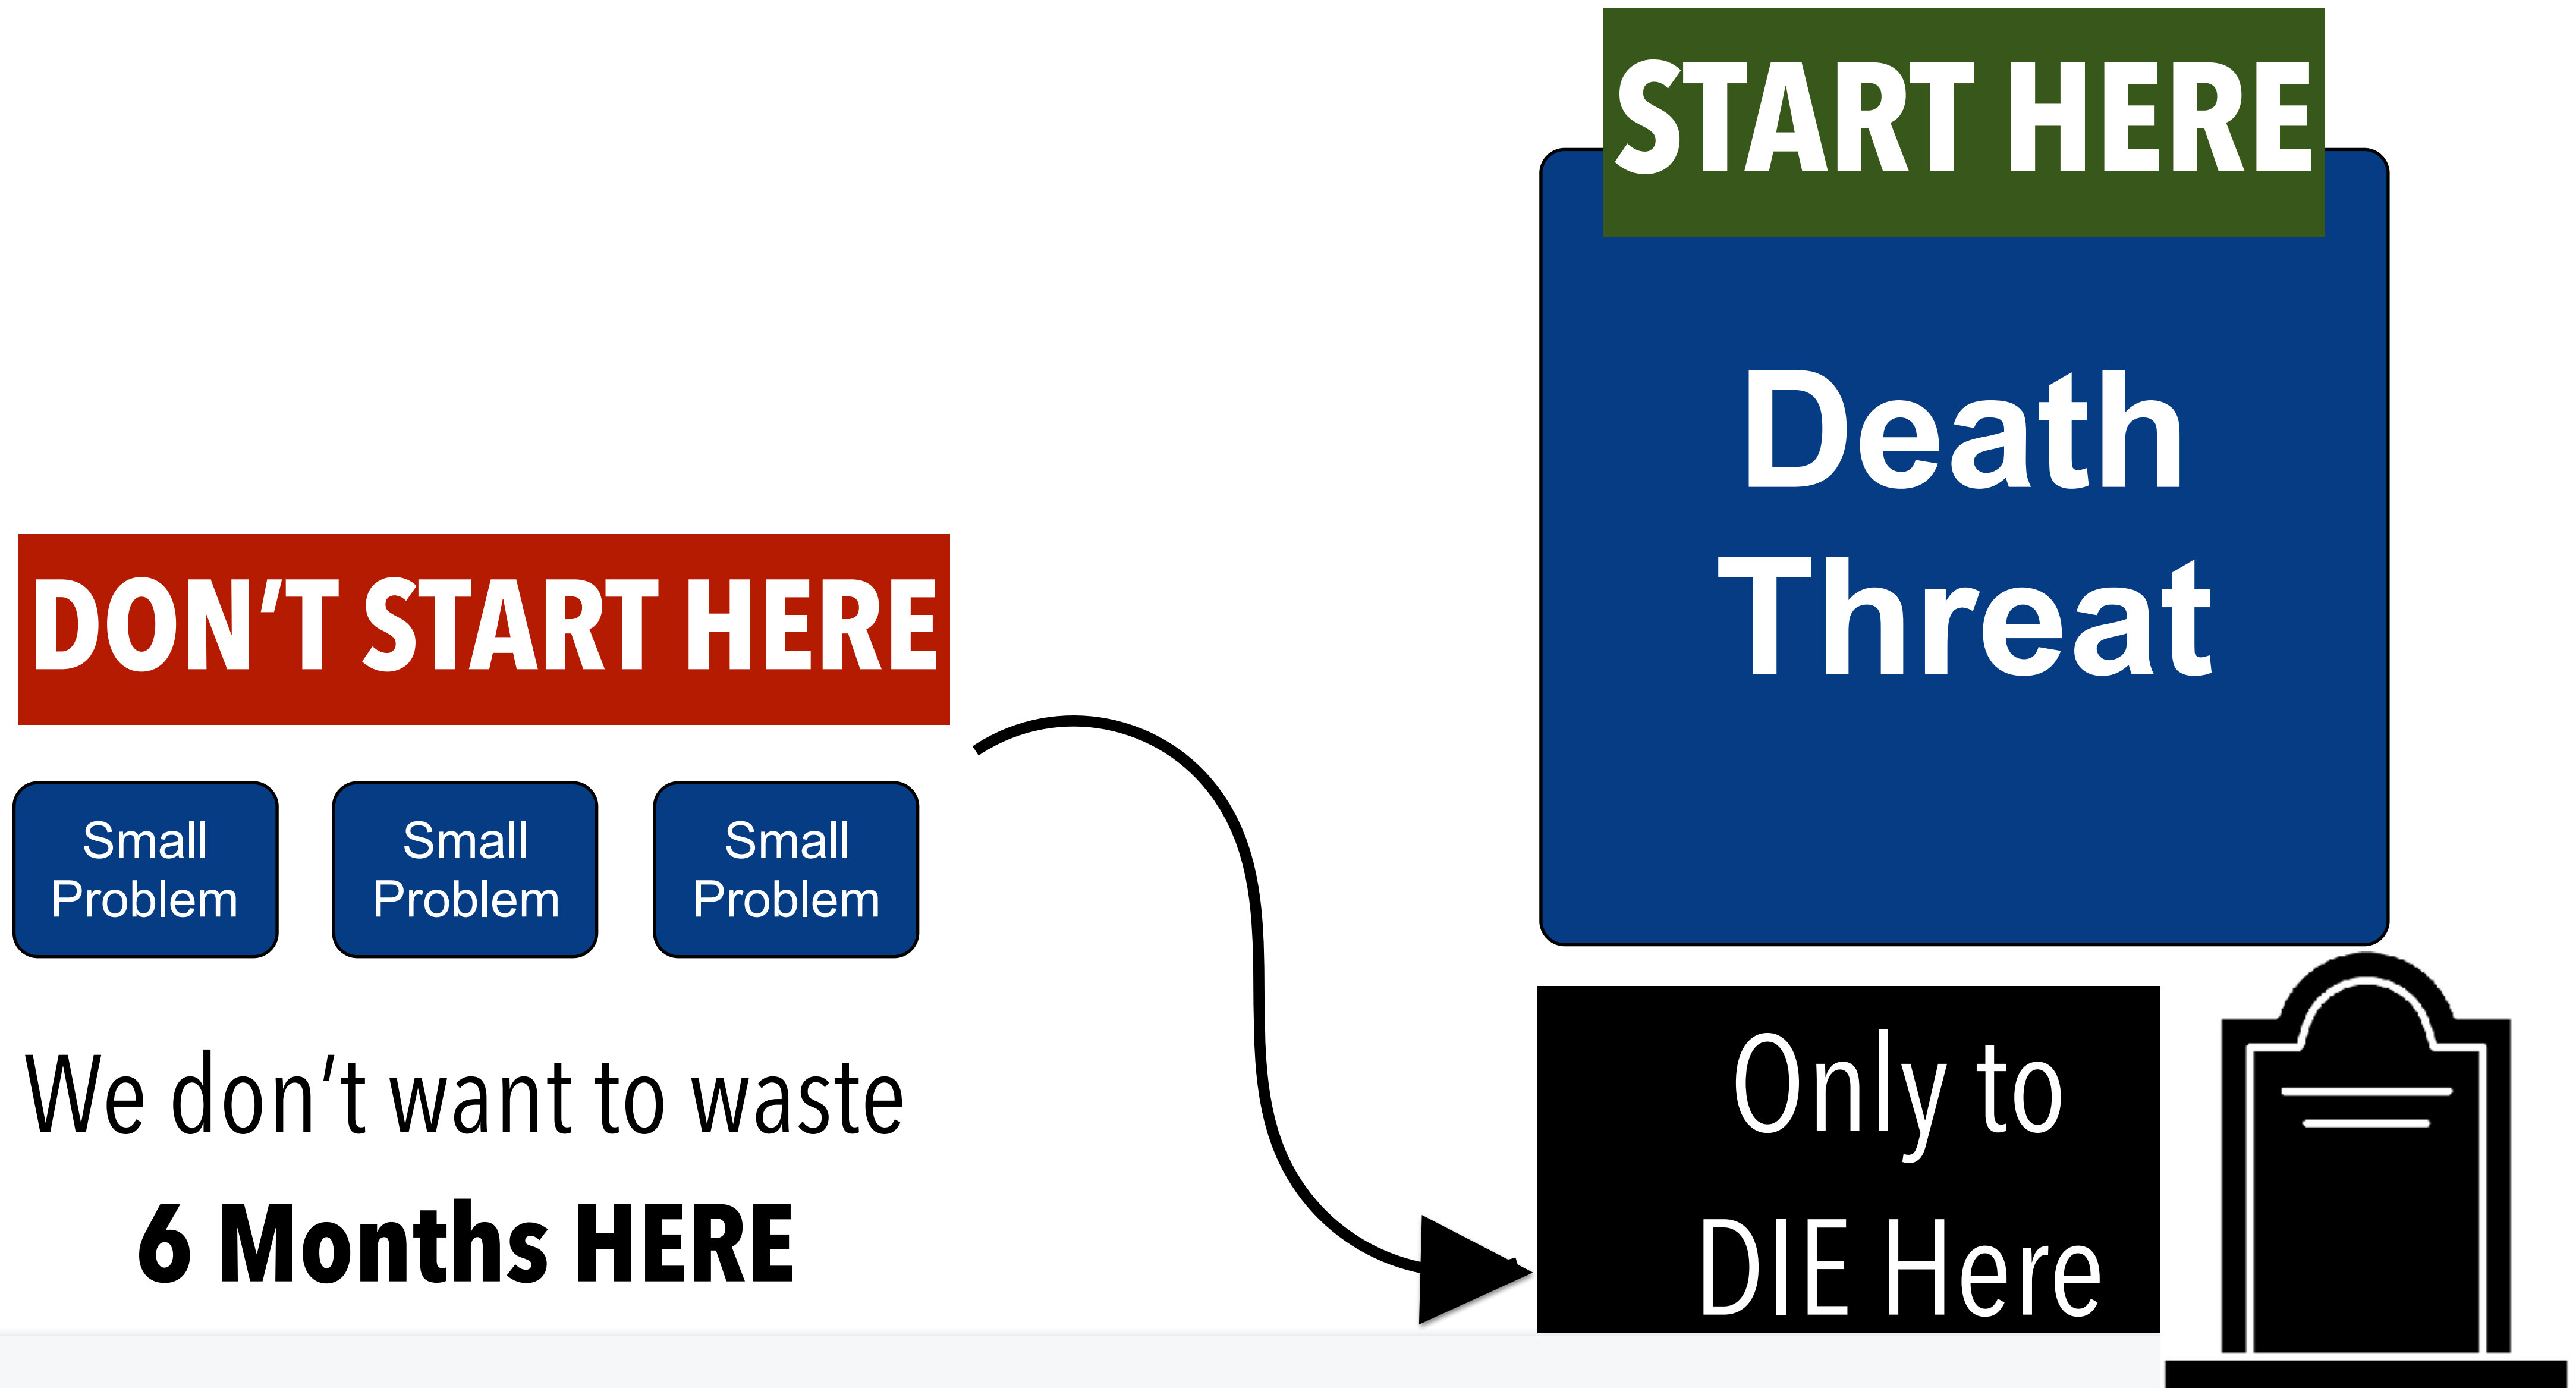 START HERE
Death
Threat
DON’T START HERE
Small
Problem
Small
Problem
Small
Problem
We don’t want to waste
6 Months HERE
Only to
DIE Here